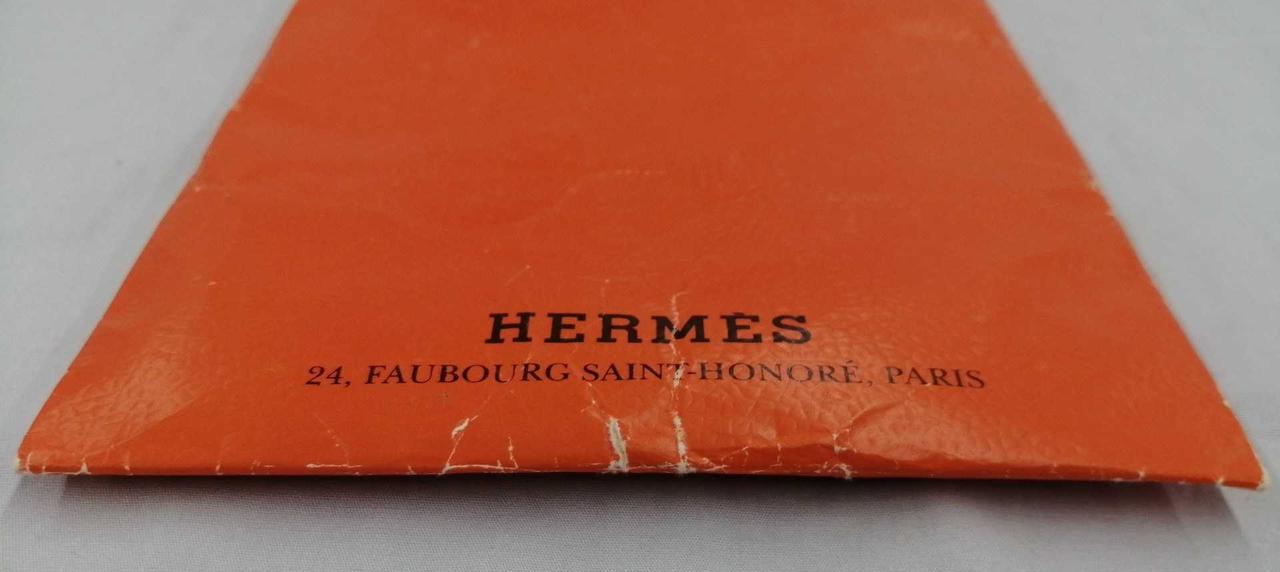 HERMÈS
24, FAUBOURG SAINT-HONORÉ, PARIS